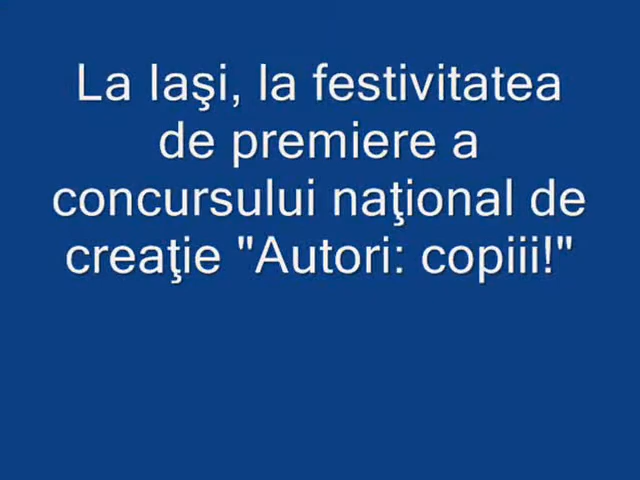 La Iaşi, la festivitatea
de premiere a
concursului naţional de
creaţie "Autori: copiii!"